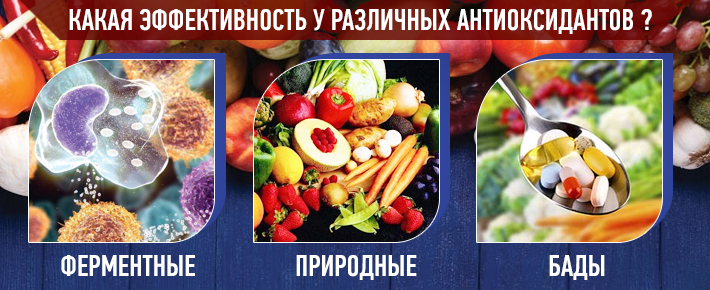 КАКАЯ ЭФФЕКТИВНОСТЬ У РАЗЛИЧНЫХ АНТИОКСИДАНТОВ ?
ФЕРМЕНТНЫЕ
ПРИРОДНЫЕ
БАДЫ